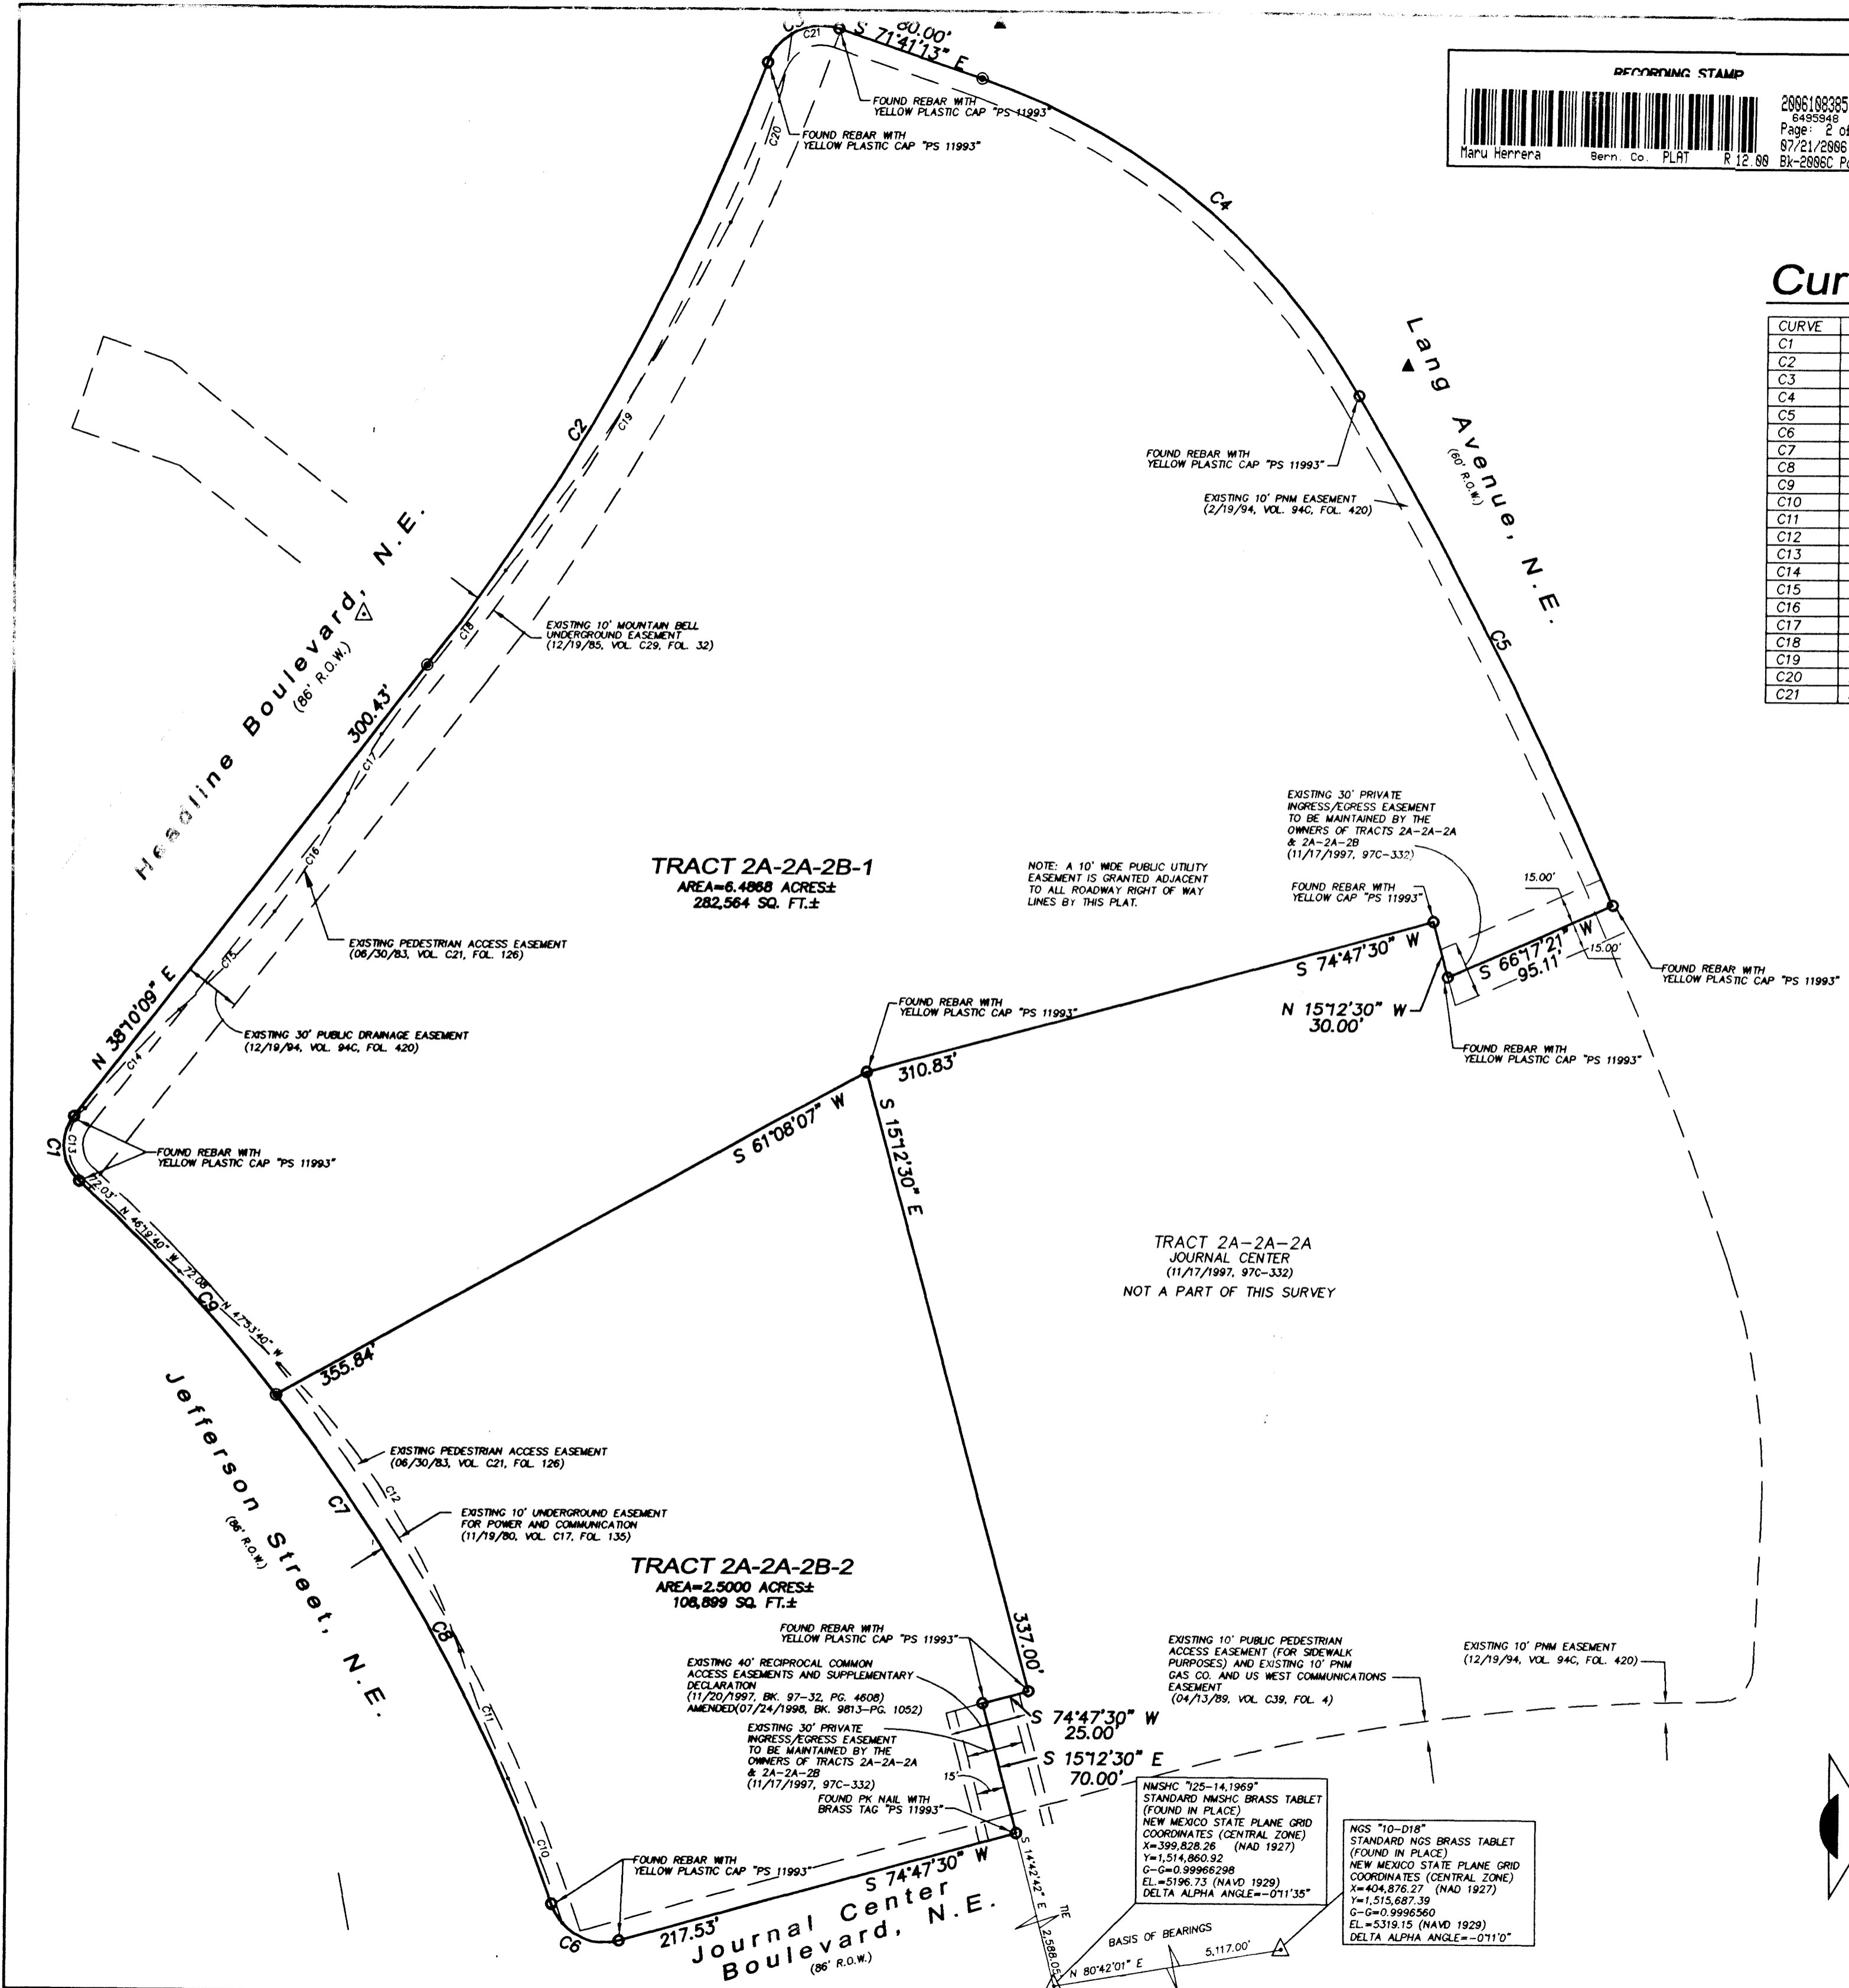 80.00'
S 71°41'13" E
C3
C21
FOUND REBAR WITH
YELLOW PLASTIC CAP "PS 11993"
FOUND REBAR WITH
YELLOW PLASTIC CAP "PS 11993"
C20
C4
RECORDING STAMP
2006108385
6495948
Page: 2 of
07/21/2006
Maru Herrera Bern. Co. PLAT R 12.00 Bk-2006C
Cur
CURVE
C1
C2
C3
C4
C5
C6
C7
C8
C9
C10
C11
C12
C13
C14
C15
C16
C17
C18
C19
C20
C21
Lang Avenue, N.E.
(60' R.O.W.)
C2
C19
FOUND REBAR WITH
YELLOW PLASTIC CAP "PS 11993"
EXISTING 10' PNM EASEMENT
(2/19/94, VOL. 94C, FOL. 420)
C5
Headline Boulevard, N.E.
(86' R.O.W.)
C18
EXISTING 10' MOUNTAIN BELL
UNDERGROUND EASEMENT
(12/19/85, VOL. C29, FOL. 32)
300.43'
C17
C16
TRACT 2A-2A-2B-1
AREA=6.4868 ACRES±
282,564 SQ. FT.±
NOTE: A 10' WIDE PUBLIC UTILITY
EASEMENT IS GRANTED ADJACENT
TO ALL ROADWAY RIGHT OF WAY
LINES BY THIS PLAT.
EXISTING 30' PRIVATE
INGRESS/EGRESS EASEMENT
TO BE MAINTAINED BY THE
OWNERS OF TRACTS 2A-2A-2A
& 2A-2A-2B
(11/17/1997, 97C-332)
FOUND REBAR WITH
YELLOW CAP "PS 11993"
15.00'
15.00'
S 66°17'21" W
95.11'
FOUND REBAR WITH
YELLOW PLASTIC CAP "PS 11993"
S 74°47'30" W
N 15°12'30" W
30.00'
FOUND REBAR WITH
YELLOW PLASTIC CAP "PS 11993"
EXISTING PEDESTRIAN ACCESS EASEMENT
(06/30/83, VOL. C21, FOL. 126)
C15
N 38°10'09" E
EXISTING 30' PUBLIC DRAINAGE EASEMENT
(12/19/94, VOL. 94C, FOL. 420)
C14
FOUND REBAR WITH
YELLOW PLASTIC CAP "PS 11993"
310.83'
S 61°08'07" W
S 15°12'30" E
C1
C13
FOUND REBAR WITH
YELLOW PLASTIC CAP "PS 11993"
72.03'
N 46°19'40" W
72.08'
C9
N 47°53'40" W
TRACT 2A-2A-2A
JOURNAL CENTER
(11/17/1997, 97C-332)
NOT A PART OF THIS SURVEY
355.84'
Jefferson Street, N.E.
(86' R.O.W.)
EXISTING PEDESTRIAN ACCESS EASEMENT
(06/30/83, VOL. C21, FOL. 126)
C12
C7
EXISTING 10' UNDERGROUND EASEMENT
FOR POWER AND COMMUNICATION
(11/19/80, VOL. C17, FOL. 135)
TRACT 2A-2A-2B-2
AREA=2.5000 ACRES±
108,899 SQ. FT.±
C8
C11
C10
337.00'
FOUND REBAR WITH
YELLOW PLASTIC CAP "PS 11993"
EXISTING 40' RECIPROCAL COMMON
ACCESS EASEMENTS AND SUPPLEMENTARY
DECLARATION
(11/20/1997, BK. 97-32, PG. 4608)
AMENDED(07/24/1998, BK. 9813-PG. 1052)
EXISTING 30' PRIVATE
INGRESS/EGRESS EASEMENT
TO BE MAINTAINED BY THE
OWNERS OF TRACTS 2A-2A-2A
& 2A-2A-2B
(11/17/1997, 97C-332)
15'
FOUND PK NAIL WITH
BRASS TAG "PS 11993"
S 74°47'30" W
25.00'
S 15°12'30" E
70.00'
EXISTING 10' PUBLIC PEDESTRIAN
ACCESS EASEMENT (FOR SIDEWALK
PURPOSES) AND EXISTING 10' PNM
GAS CO. AND US WEST COMMUNICATIONS
EASEMENT
(04/13/89, VOL. C39, FOL. 4)
EXISTING 10' PNM EASEMENT
(12/19/94, VOL. 94C, FOL. 420)
FOUND REBAR WITH
YELLOW PLASTIC CAP "PS 11993"
C6
217.53'
S 74°47'30" W
Journal Center
Boulevard, N.E.
(86' R.O.W.)
S 14°42'42" E
TIE
2,588.05'
BASIS OF BEARINGS
N 80°42'01" E
5,117.00'
NMSHC "I25-14,1969"
STANDARD NMSHC BRASS TABLET
(FOUND IN PLACE)
NEW MEXICO STATE PLANE GRID
COORDINATES (CENTRAL ZONE)
X=399,828.26 (NAD 1927)
Y=1,514,860.92
G-G=0.99966298
EL.=5196.73 (NAVD 1929)
DELTA ALPHA ANGLE=-0°11'35"
NGS "10-D18"
STANDARD NGS BRASS TABLET
(FOUND IN PLACE)
NEW MEXICO STATE PLANE GRID
COORDINATES (CENTRAL ZONE)
X=404,876.27 (NAD 1927)
Y=1,515,687.39
G-G=0.9996560
EL.=5319.15 (NAVD 1929)
DELTA ALPHA ANGLE=-0°11'0"